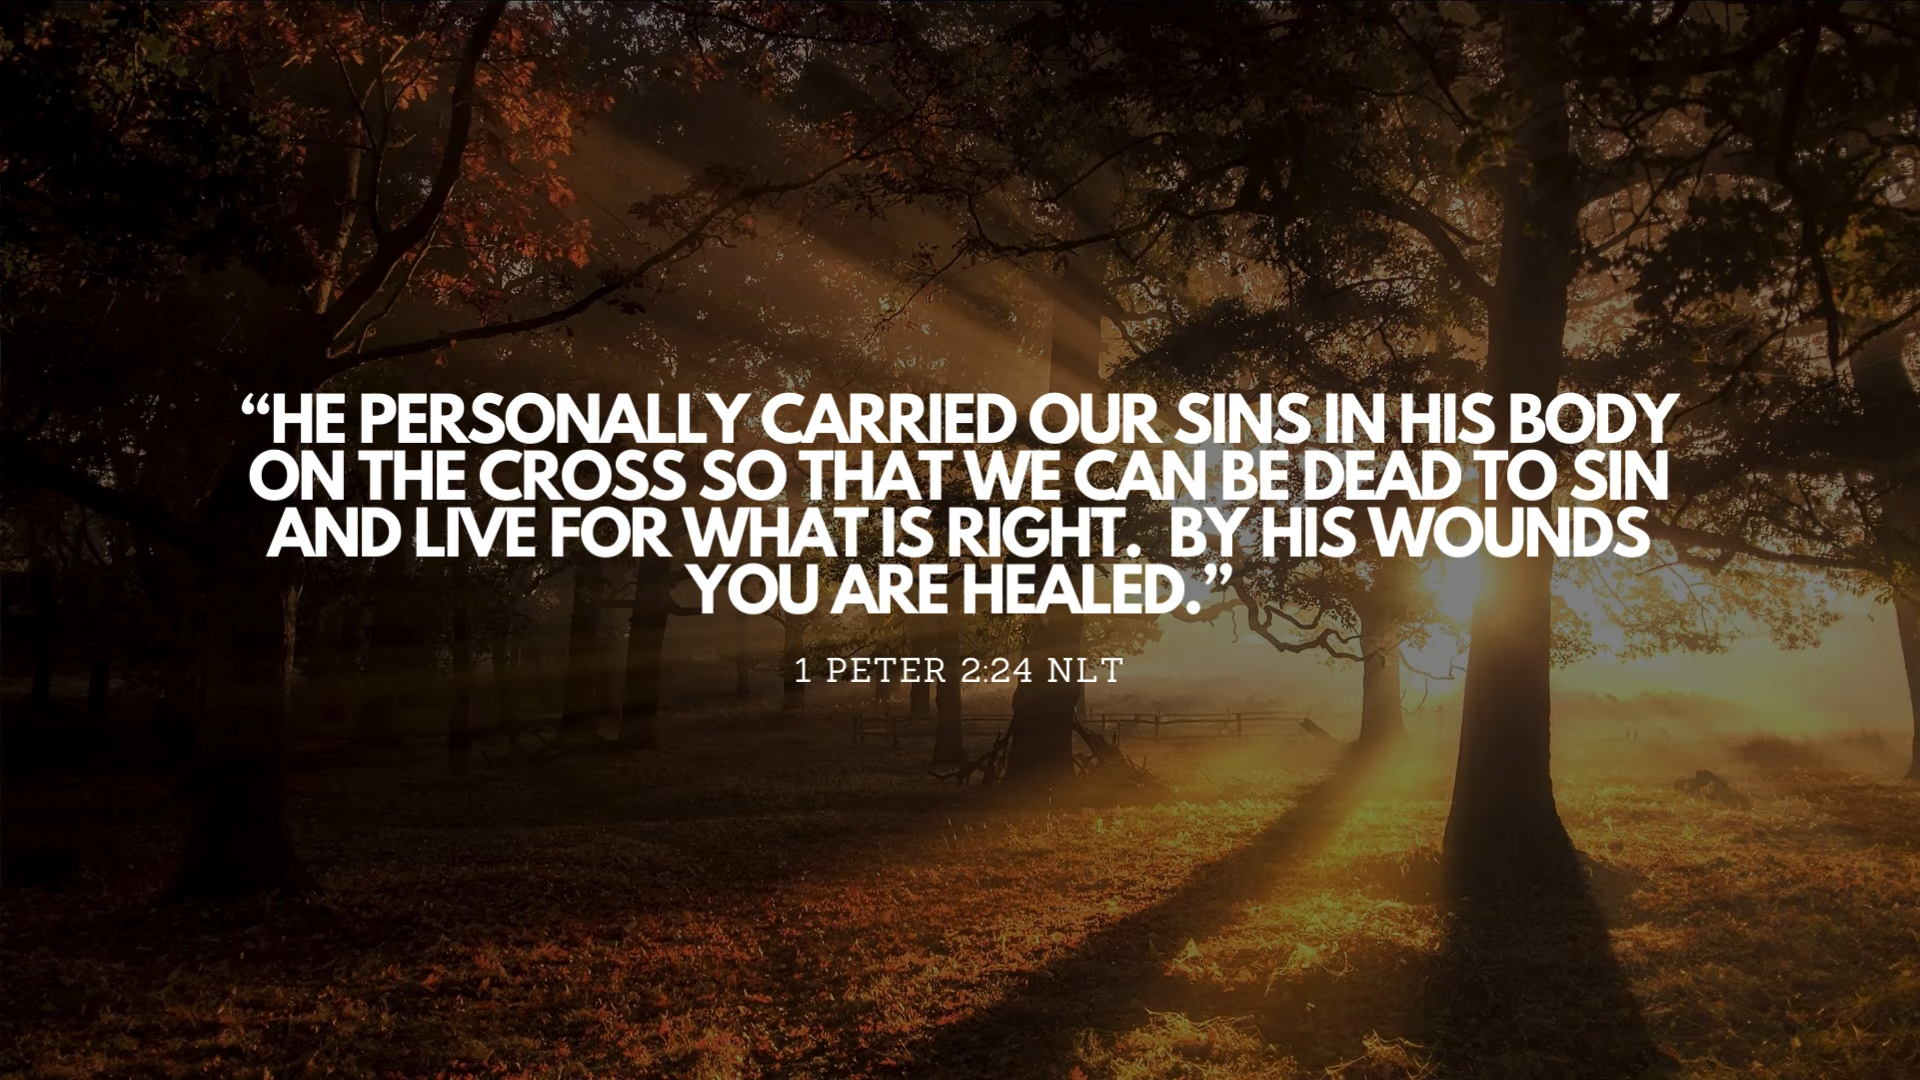 “HE PERSONALLY CARRIED OUR SINS IN HIS BODY
ON THE CROSS SO THAT WE CAN BE DEAD TO SIN
AND LIVE FOR WHAT IS RIGHT.  BY HIS WOUNDS
YOU ARE HEALED.”
1 PETER 2:24 NLT